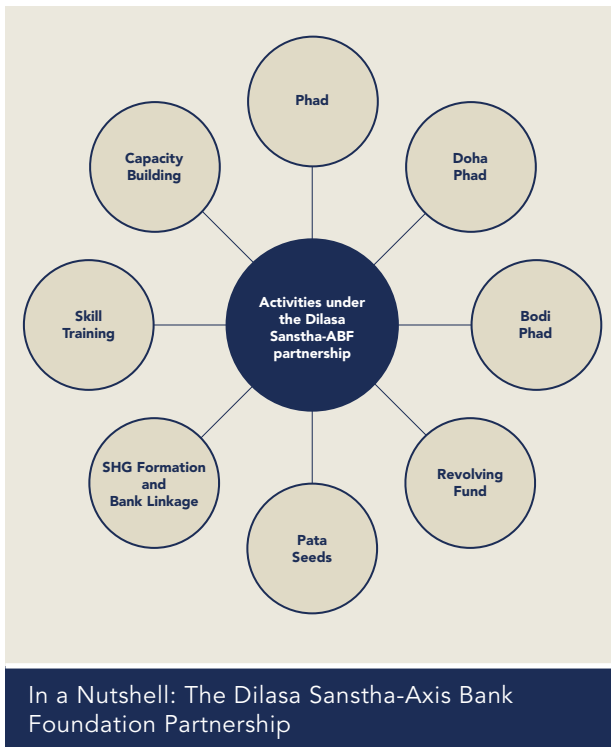 Phad
Capacity
Building
Doha
Phad
Skill
Training
Activities under
the Dilasa
Sanstha-ABF
partnership
Bodi
Phad
SHG Formation
and
Bank Linkage
Revolving
Fund
Pata
Seeds
In a Nutshell: The Dilasa Sanstha-Axis Bank
Foundation Partnership